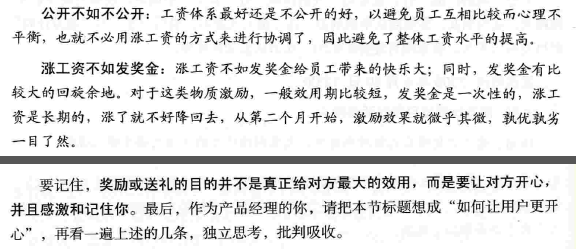 公开不如不公开：工资体系最好还是不公开的好，以避免员工互相比较而心理不
平衡，也就不必用涨工资的方式来进行协调了，因此避免了整体工资水平的提高。
涨工资不如发奖金：涨工资不如发奖金给员工带来的快乐大；同时，发奖金有比
较大的回旋余地。对于这类物质激励，一般效用期比较短，发奖金是一次性的，涨工
资是长期的，涨了就不好降回去，从第二个月开始，激励效果就微乎其微，孰优孰劣
一目了然。
要记住，奖励或送礼的目的并不是真正给对方最大的效用，而是要让对方开心，
并且感激和记住你。最后，作为产品经理的你，请把本节标题想成“如何让用户更开
心”，再看一遍上述的几条，独立思考，批判吸收。